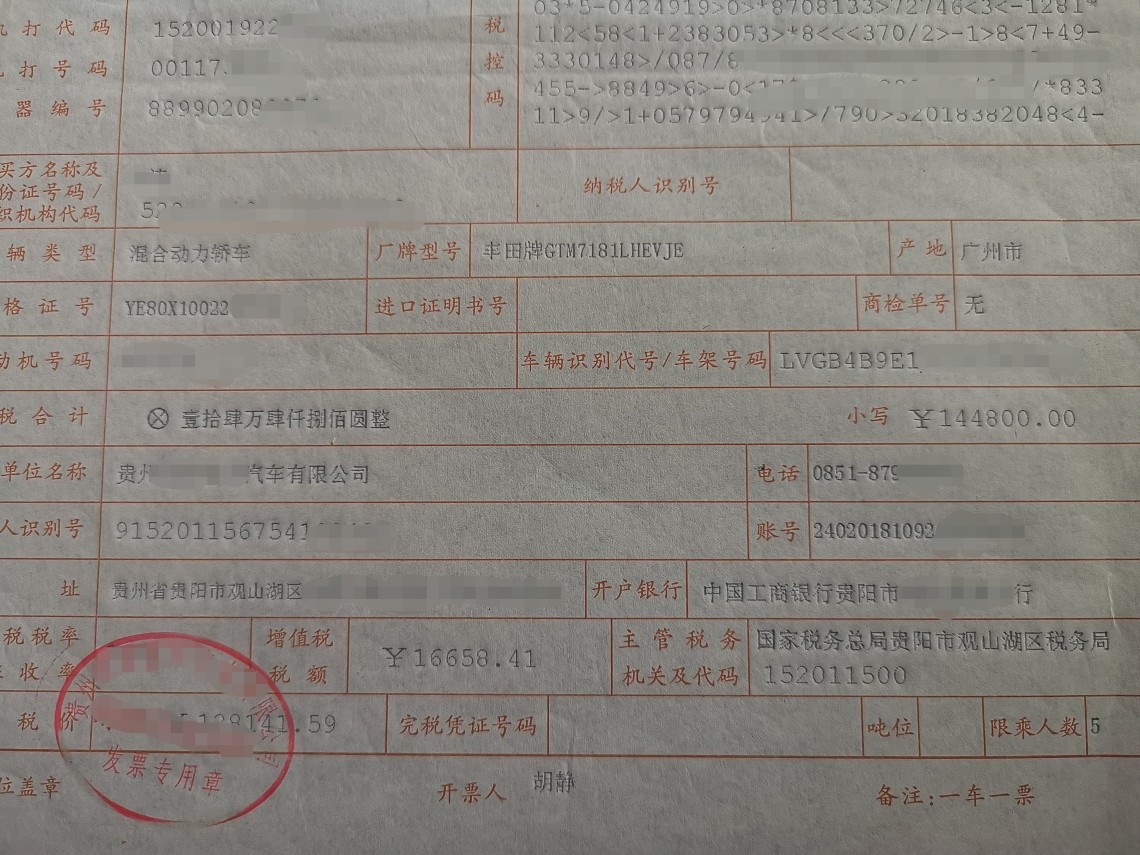 打代码 152001922
税控码
03*5-0424919>0>*8708133>72746<3<-1281*
112<58<1+2383053>*8<<<370/2>-1>8<7+49-
打号码 00117
3330148>/087/
器编号 88990208
455->8849>6>-0<17 /*833
11>9/>1+0579794 41>/790>32018382048<4-
买方名称及
份证号码/ 纳税人识别号
织机构代码 52
辆类型 混合动力轿车 厂牌型号 丰田牌GTM7181LHEVJE 产地 广州市
格证号 YE80X10022 进口证明书号 商检单号 无
动机号码 车辆识别代号/车架号码 LVGB4B9E1
税合计 ⊗ 壹拾肆万肆仟捌佰圆整 小写 ￥144800.00
单位名称 贵州 汽车有限公司 电话 0851-879
人识别号 9152011567541 账号 24020181092
址 贵州省贵阳市观山湖区 开户银行 中国工商银行贵阳市 行
税税率 增值税 ￥16658.41 主管税务 国家税务总局贵阳市观山湖区税务局
收率 税额 机关及代码 152011500
税价 128141.59 完税凭证号码 吨位 限乘人数 5
发票专用章
位盖章 开票人 胡静 备注:一车一票